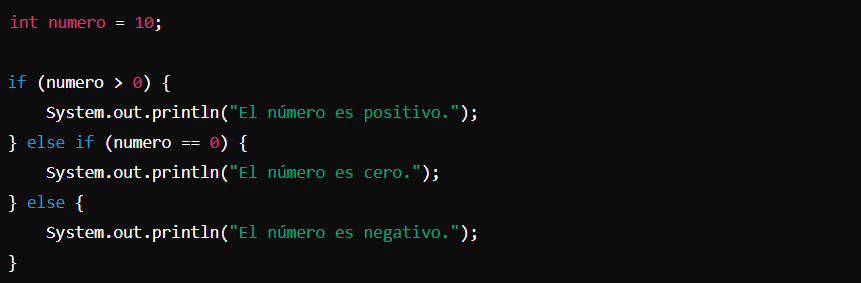 int numero = 10;
if (numero > 0) {
    System.out.println("El número es positivo.");
} else if (numero == 0) {
    System.out.println("El número es cero.");
} else {
    System.out.println("El número es negativo.");
}